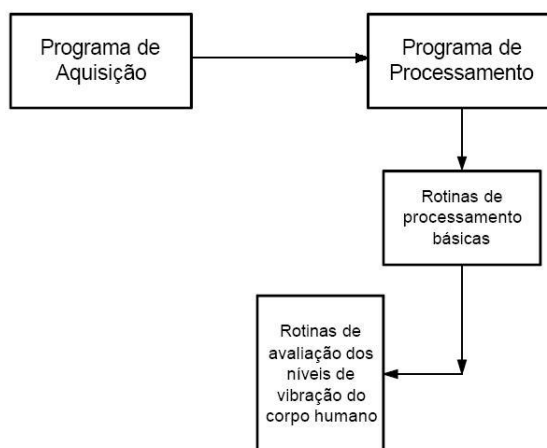 Programa de
Aquisição
Programa de
Processamento
Rotinas de
processamento
básicas
Rotinas de
avaliação dos
níveis de
vibração do
corpo humano